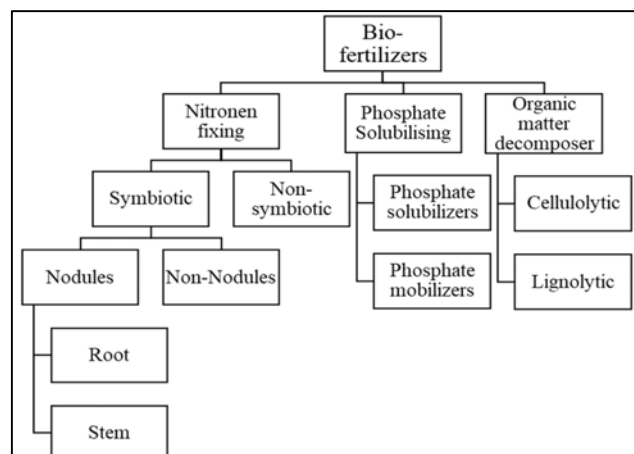 Bio-
fertilizers
Nitronen
fixing
Phosphate
Solubilising
Organic
matter
decomposer
Symbiotic
Non-
symbiotic
Phosphate
solubilizers
Cellulolytic
Nodules
Non-Nodules
Phosphate
mobilizers
Lignolytic
Root
Stem